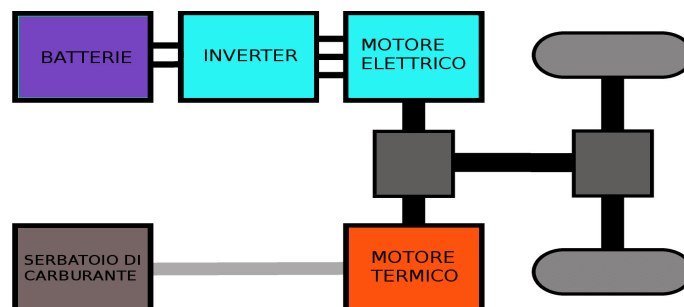 BATTERIE
INVERTER
MOTORE
ELETTRICO
SERBATOIO DI
CARBURANTE
MOTORE
TERMICO